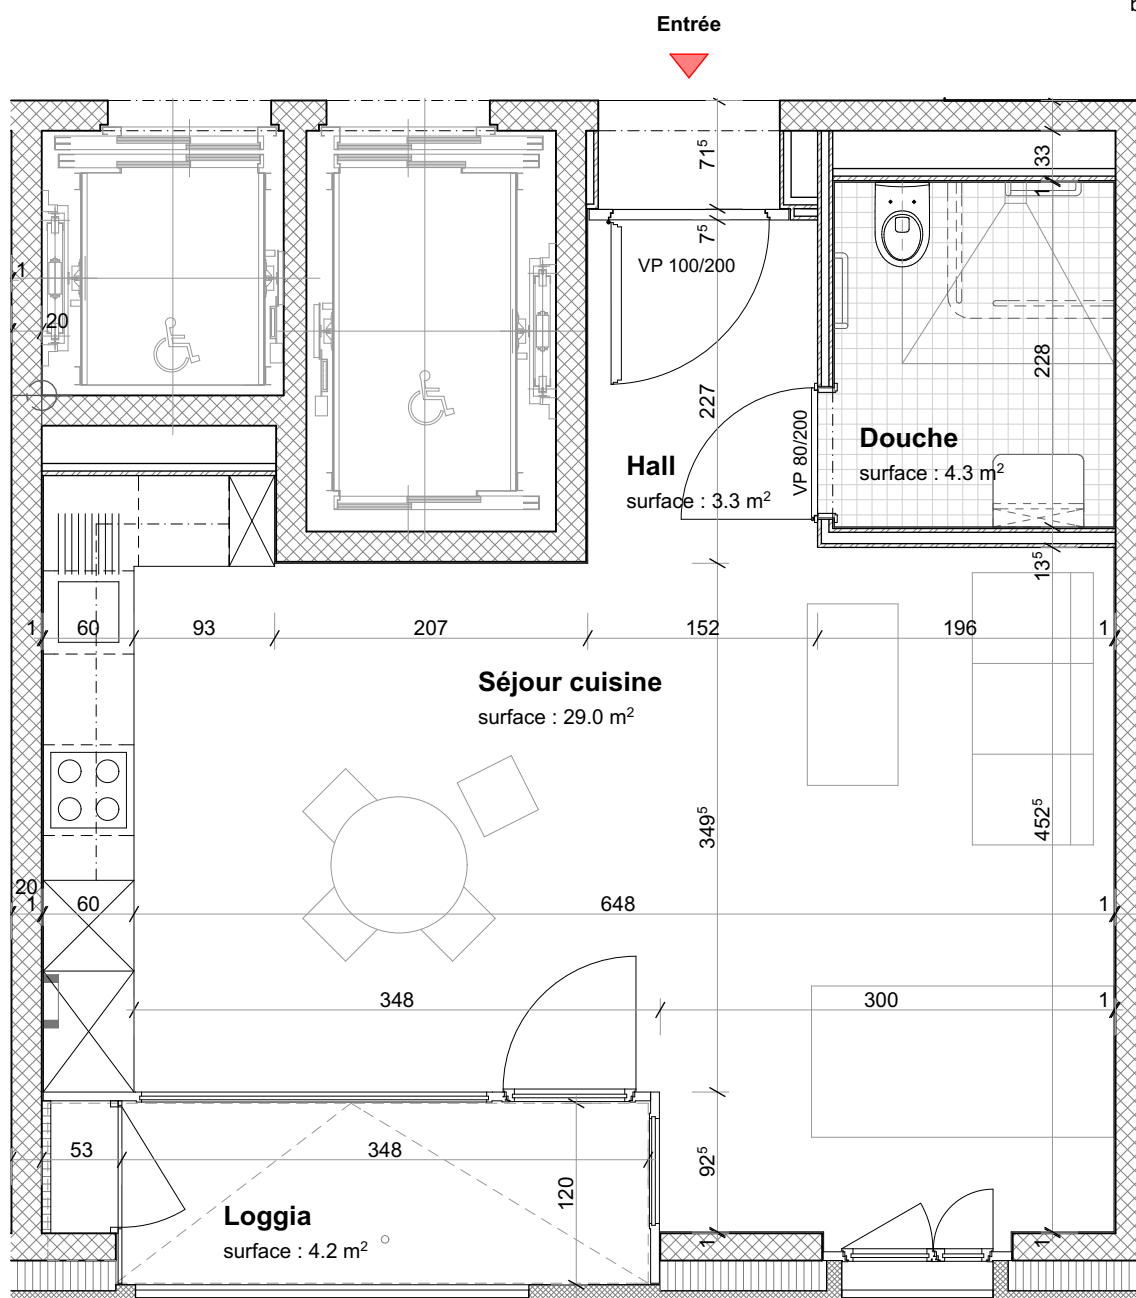 b
Entrée
71⁵
33
1
7⁵
VP 100/200
1
20
228
227
VP 80/200
Douche
surface : 4.3 m²
Hall
surface : 3.3 m²
13⁵
1
60
93
207
152
196
1
Séjour cuisine
surface : 29.0 m²
349⁵
452⁵
20
1
60
648
1
348
300
1
53
348
120
92⁵
Loggia
surface : 4.2 m²
1
1